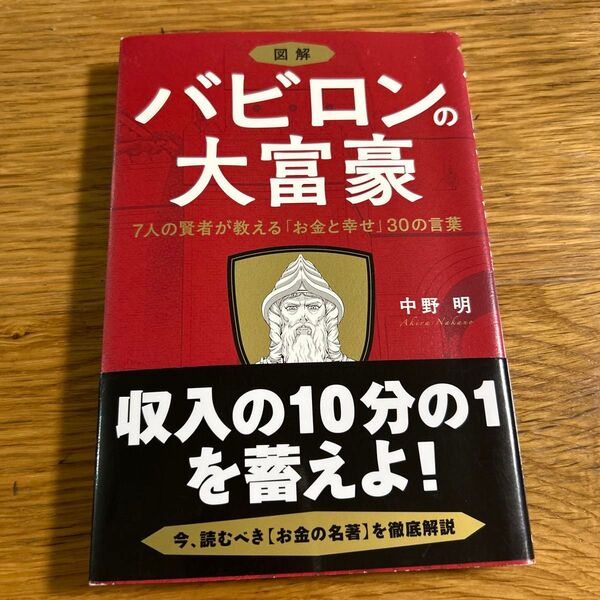 図解
バビロンの
大富豪
7人の賢者が教える「お金と幸せ」30の言葉
中野 明
Akira Nakano
収入の10分の1
を蓄えよ!
今、読むべき【お金の名著】を徹底解説